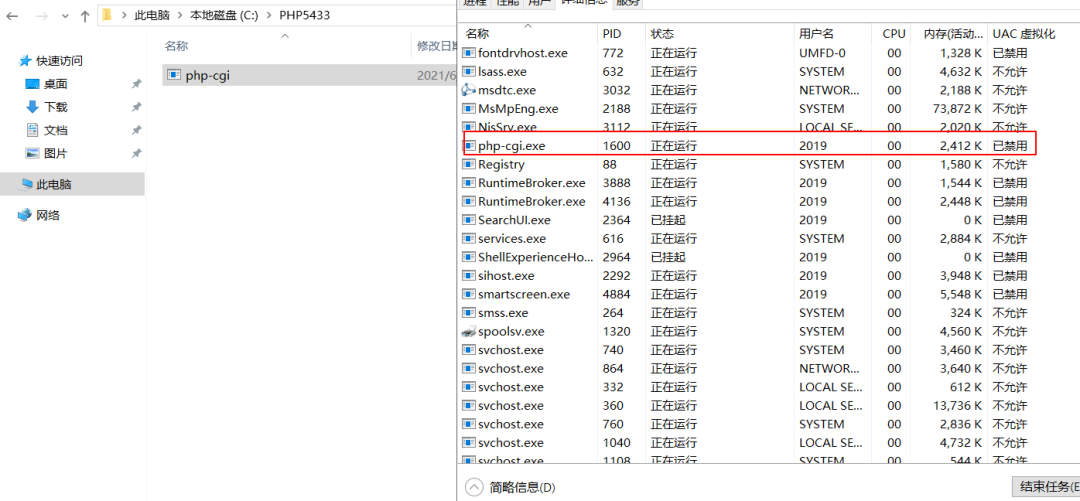 此电脑 > 本地磁盘 (C:) > PHP5433
快速访问
桌面
下载
文档
图片
此电脑
网络
名称 修改日期
php-cgi 2021/6
进程 性能 用户 详细信息 服务
名称 PID 状态 用户名 CPU 内存(活动... UAC 虚拟化
fontdrvhost.exe 772 正在运行 UMFD-0 00 1,328 K 已禁用
lsass.exe 632 正在运行 SYSTEM 00 4,632 K 不允许
msdtc.exe 3032 正在运行 NETWOR... 00 2,188 K 不允许
MsMpEng.exe 2188 正在运行 SYSTEM 00 73,872 K 不允许
NisSrv.exe 3112 正在运行 LOCAL SE... 00 2,020 K 不允许
php-cgi.exe 1600 正在运行 2019 00 2,412 K 已禁用
Registry 88 正在运行 SYSTEM 00 1,580 K 不允许
RuntimeBroker.exe 3888 正在运行 2019 00 1,544 K 已禁用
RuntimeBroker.exe 4136 正在运行 2019 00 2,448 K 已禁用
SearchUI.exe 2364 已挂起 2019 00 0 K 已禁用
services.exe 616 正在运行 SYSTEM 00 2,884 K 不允许
ShellExperienceHo... 2964 已挂起 2019 00 0 K 已禁用
sihost.exe 2292 正在运行 2019 00 3,948 K 已禁用
smartscreen.exe 4884 正在运行 2019 00 5,548 K 已禁用
smss.exe 264 正在运行 SYSTEM 00 324 K 不允许
spoolsv.exe 1320 正在运行 SYSTEM 00 4,560 K 不允许
svchost.exe 740 正在运行 SYSTEM 00 3,460 K 不允许
svchost.exe 864 正在运行 NETWOR... 00 3,640 K 不允许
svchost.exe 332 正在运行 LOCAL SE... 00 612 K 不允许
svchost.exe 360 正在运行 LOCAL SE... 00 13,736 K 不允许
svchost.exe 760 正在运行 SYSTEM 00 2,836 K 不允许
svchost.exe 1040 正在运行 LOCAL SE... 00 4,732 K 不允许
svchost.exe 1108 正在运行 SYSTEM 00 544 K 不允许
简略信息(D) 结束任务(E